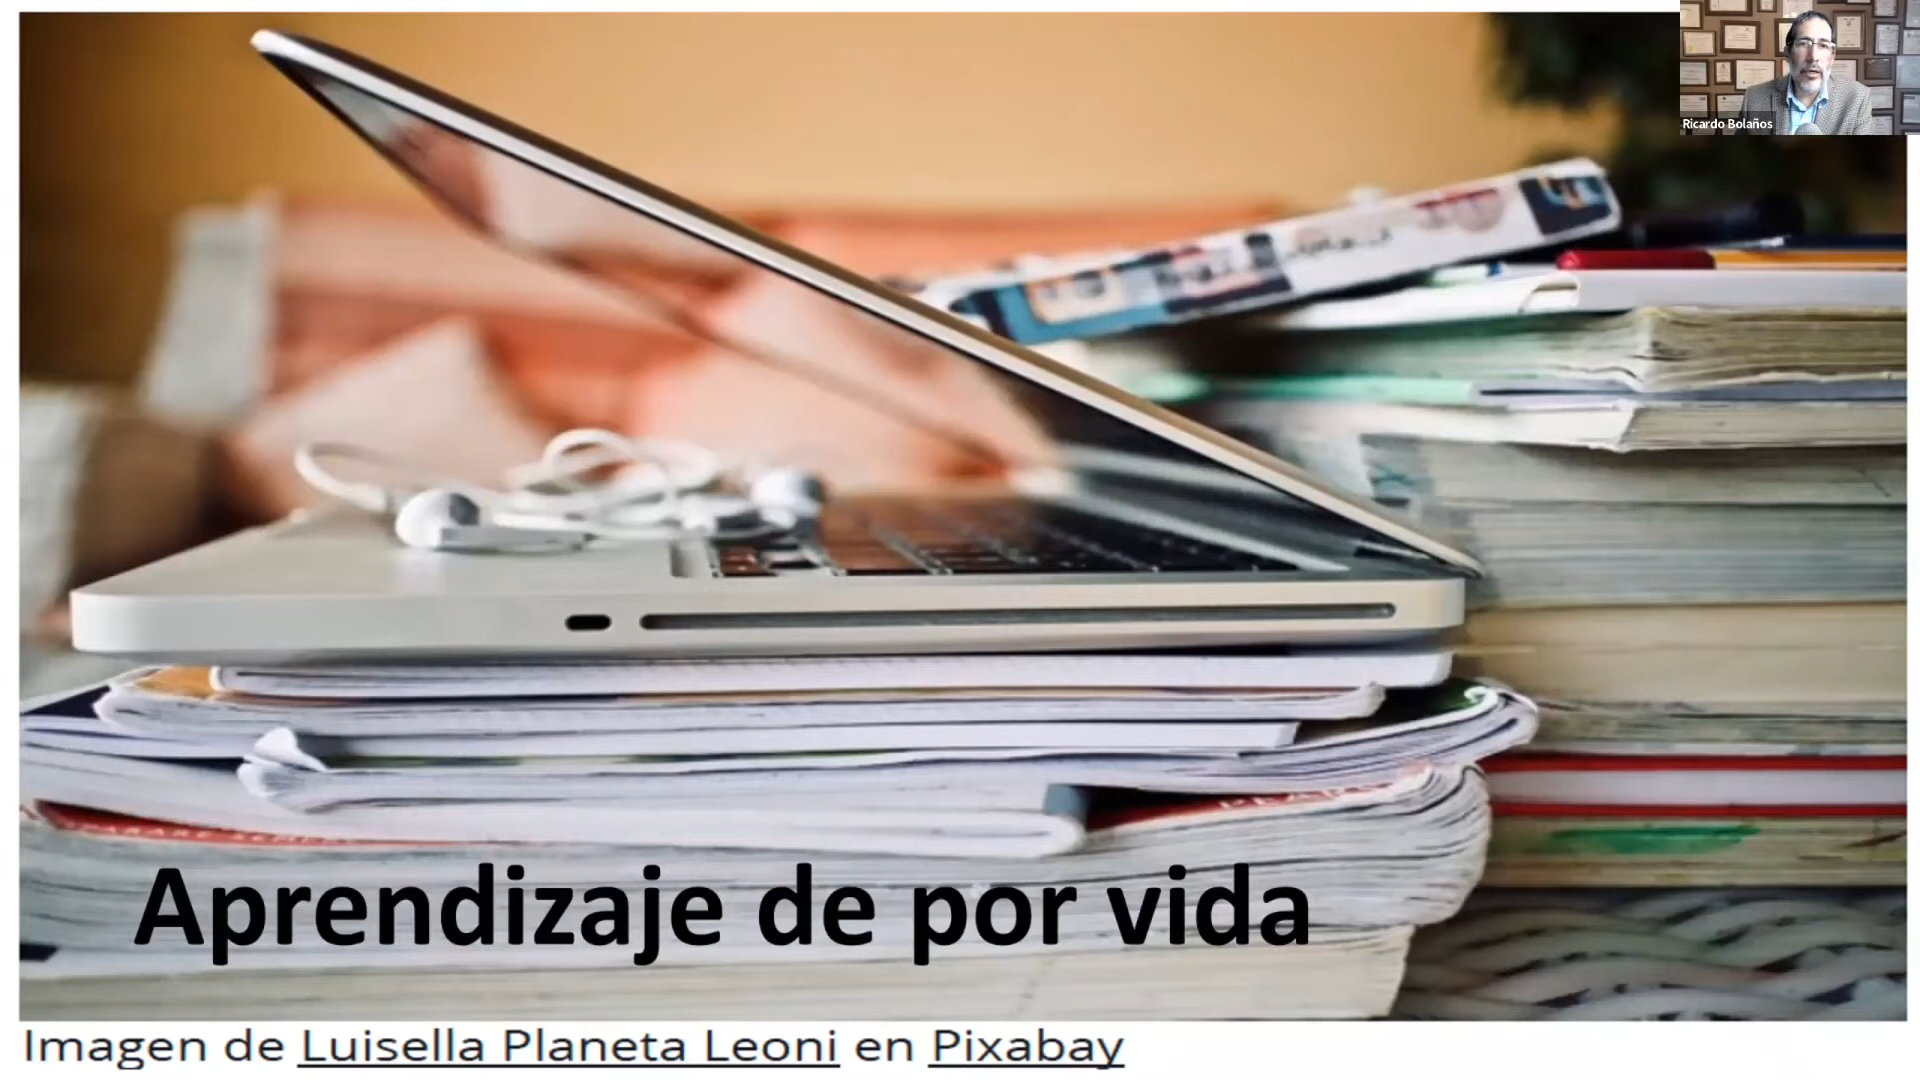 Ricardo Bolaños
Aprendizaje de por vida
Imagen de Luisella Planeta Leoni en Pixabay